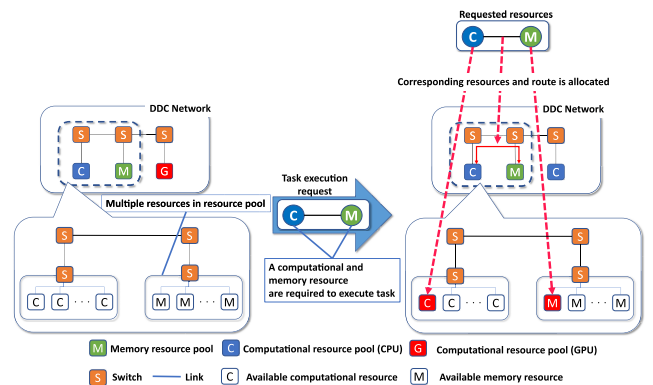 Requested resources
C M
Corresponding resources and route is allocated
DDC Network
S S S
C M G
Multiple resources in resource pool
S S
S S
C C · · · C M M · · · M
Task execution
request
C M
A computational and
memory resource
are required to execute task
DDC Network
S S S
C M C
S S
S S
C C C · · · C M M M · · · M
M Memory resource pool C Computational resource pool (CPU) G Computational resource pool (GPU)
S Switch Link C Available computational resource M Available memory resource